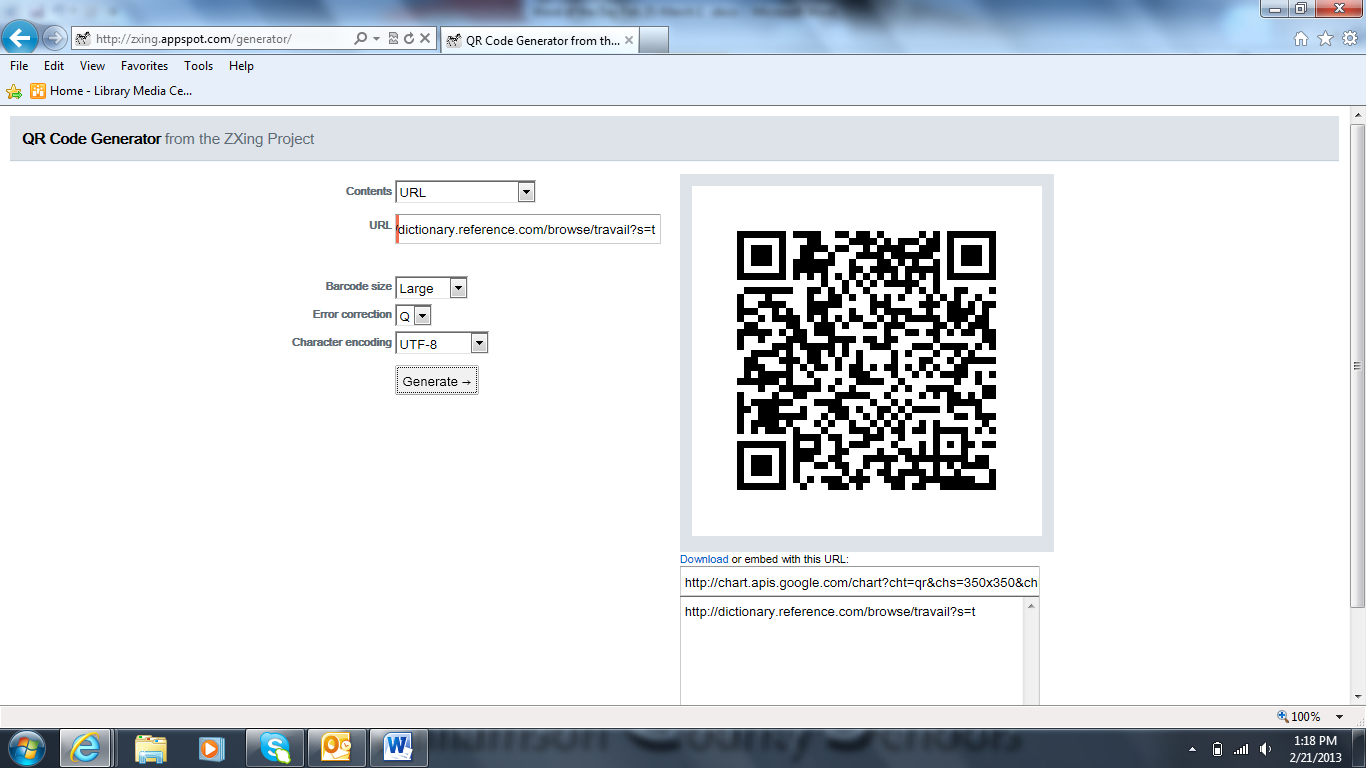 http://zxing.appspot.com/generator/
QR Code Generator from th...
File Edit View Favorites Tools Help
Home - Library Media Ce...
QR Code Generator from the ZXing Project
Contents URL
URL /dictionary.reference.com/browse/travail?s=t
Barcode size Large
Error correction Q
Character encoding UTF-8
Generate →
Download or embed with this URL:
http://chart.apis.google.com/chart?cht=qr&chs=350x350&ch
http://dictionary.reference.com/browse/travail?s=t
100%
1:18 PM
2/21/2013